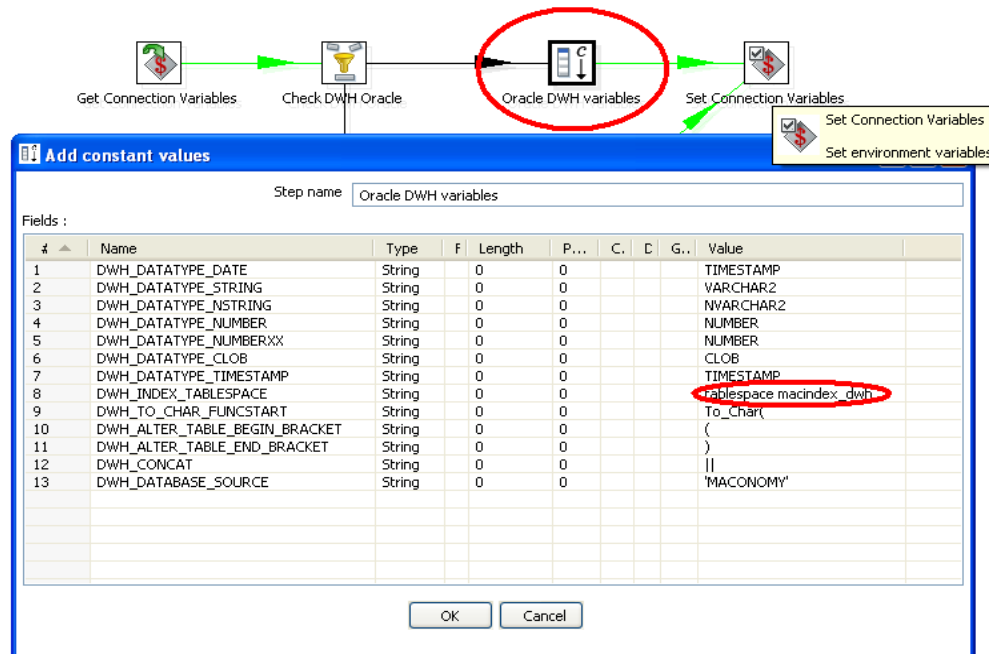 Get Connection Variables Check DWH Oracle Oracle DWH variables Set Connection Variables
Set Connection Variables
Set environment variables
Add constant values
Step name Oracle DWH variables
Fields :
# Name Type F Length P... C. D G.. Value
1 DWH_DATATYPE_DATE String 0 0 TIMESTAMP
2 DWH_DATATYPE_STRING String 0 0 VARCHAR2
3 DWH_DATATYPE_NSTRING String 0 0 NVARCHAR2
4 DWH_DATATYPE_NUMBER String 0 0 NUMBER
5 DWH_DATATYPE_NUMBERXX String 0 0 NUMBER
6 DWH_DATATYPE_CLOB String 0 0 CLOB
7 DWH_DATATYPE_TIMESTAMP String 0 0 TIMESTAMP
8 DWH_INDEX_TABLESPACE String 0 0 tablespace macindex_dwh
9 DWH_TO_CHAR_FUNCSTART String 0 0 To_Char(
10 DWH_ALTER_TABLE_BEGIN_BRACKET String 0 0 (
11 DWH_ALTER_TABLE_END_BRACKET String 0 0 )
12 DWH_CONCAT String 0 0 ||
13 DWH_DATABASE_SOURCE String 0 0 'MACONOMY'
OK Cancel